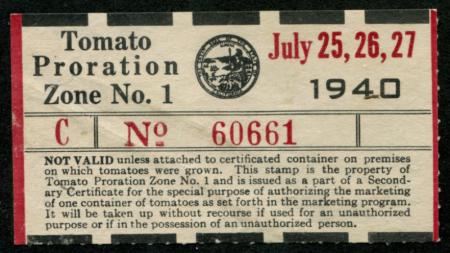 Tomato
Proration
Zone No. 1
July 25, 26, 27
1940
C No 60661
NOT VALID unless attached to certificated container on premises
on which tomatoes were grown. This stamp is the property of
Tomato Proration Zone No. 1 and is issued as a part of a Second-
ary Certificate for the special purpose of authorizing the marketing
of one container of tomatoes as set forth in the marketing program.
It will be taken up without recourse if used for an unauthorized
purpose or if in the possession of an unauthorized person.